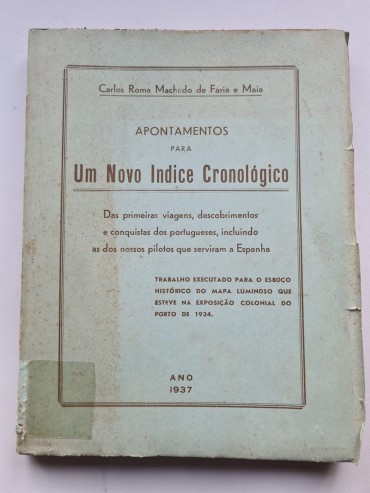 Carlos Roma Machado de Faria e Maia
APONTAMENTOS
PARA
Um Novo Indice Cronológico
Das primeiras viagens, descobrimentos
e conquistas dos portugueses, incluindo
as dos nossos pilotos que serviram a Espanha
TRABALHO EXECUTADO PARA O ESBOÇO
HISTÓRICO DO MAPA LUMINOSO QUE
ESTEVE NA EXPOSIÇÃO COLONIAL DO
PORTO DE 1934.
ANO
1937